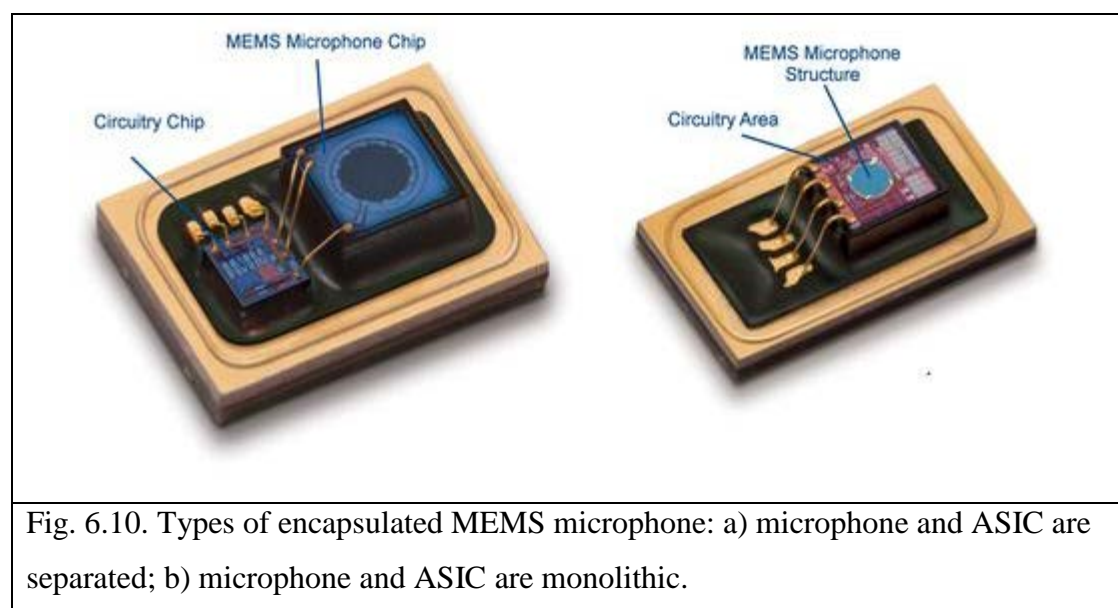 MEMS Microphone Chip
Circuitry Chip
MEMS Microphone
Structure
Circuitry Area
Fig. 6.10. Types of encapsulated MEMS microphone: a) microphone and ASIC are
separated; b) microphone and ASIC are monolithic.